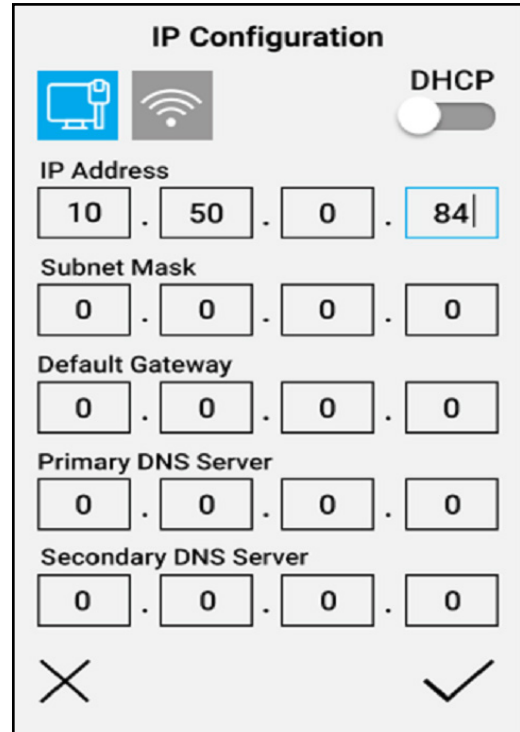 IP Configuration
DHCP
IP Address
10 . 50 . 0 . 84
Subnet Mask
0 . 0 . 0 . 0
Default Gateway
0 . 0 . 0 . 0
Primary DNS Server
0 . 0 . 0 . 0
Secondary DNS Server
0 . 0 . 0 . 0